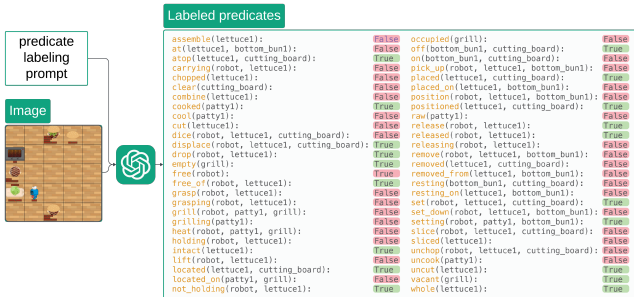 Labeled predicates
predicate
labeling
prompt
Image
assemble(lettuce1): False
at(lettuce1, bottom_bun1): False
atop(lettuce1, cutting_board): True
carrying(robot, lettuce1): False
chopped(lettuce1): False
clear(cutting_board): False
combine(lettuce1): False
cooked(patty1): True
cool(patty1): False
cut(lettuce1): False
dice(robot, lettuce1, cutting_board): False
displace(robot, lettuce1, cutting_board): True
drop(robot, lettuce1): True
empty(grill): True
free(robot): True
free_of(robot, lettuce1): True
grasp(robot, lettuce1): False
grasping(robot, lettuce1): False
grill(robot, patty1, grill): False
grilling(patty1): False
heat(robot, patty1, grill): False
holding(robot, lettuce1): False
intact(lettuce1): True
lift(robot, lettuce1): False
located(lettuce1, cutting_board): True
located_on(patty1, grill): False
not_holding(robot, lettuce1): True
occupied(grill): False
off(bottom_bun1, cutting_board): True
on(bottom_bun1, cutting_board): False
pick_up(robot, lettuce1, bottom_bun1): False
placed(lettuce1, cutting_board): True
placed_on(lettuce1, bottom_bun1): False
position(robot, lettuce1, bottom_bun1): False
positioned(lettuce1, cutting_board): True
raw(patty1): False
release(robot, lettuce1): True
released(robot, lettuce1): True
releasing(robot, lettuce1): False
remove(robot, lettuce1, bottom_bun1): False
removed(lettuce1, cutting_board): False
removed_from(lettuce1, bottom_bun1): False
resting(bottom_bun1, cutting_board): False
resting_on(lettuce1, bottom_bun1): False
set(robot, lettuce1, cutting_board): True
set_down(robot, lettuce1, bottom_bun1): False
setting(robot, patty1, bottom_bun1): True
slice(robot, lettuce1, cutting_board): False
sliced(lettuce1): False
unchop(robot, lettuce1, cutting_board): False
uncook(patty1): False
uncut(lettuce1): True
vacant(grill): False
whole(lettuce1): True